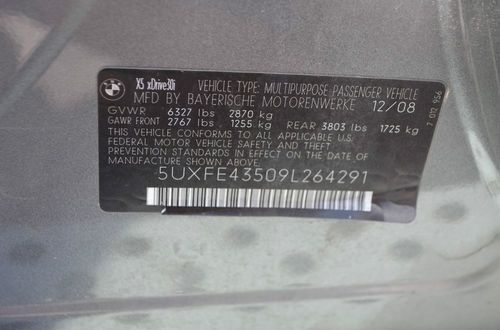 BMW
X5 xDrive30i
VEHICLE TYPE: MULTIPURPOSE PASSENGER VEHICLE
MFD BY BAYERISCHE MOTORENWERKE 12/08
GVWR 6327 lbs 2870 kg
GAWR FRONT 2767 lbs 1255 kg REAR 3803 lbs 1725 kg
THIS VEHICLE CONFORMS TO ALL APPLICABLE U.S.
FEDERAL MOTOR VEHICLE SAFETY AND THEFT
PREVENTION STANDARDS IN EFFECT ON THE DATE OF
MANUFACTURE SHOWN ABOVE.
5UXFE43509L264291